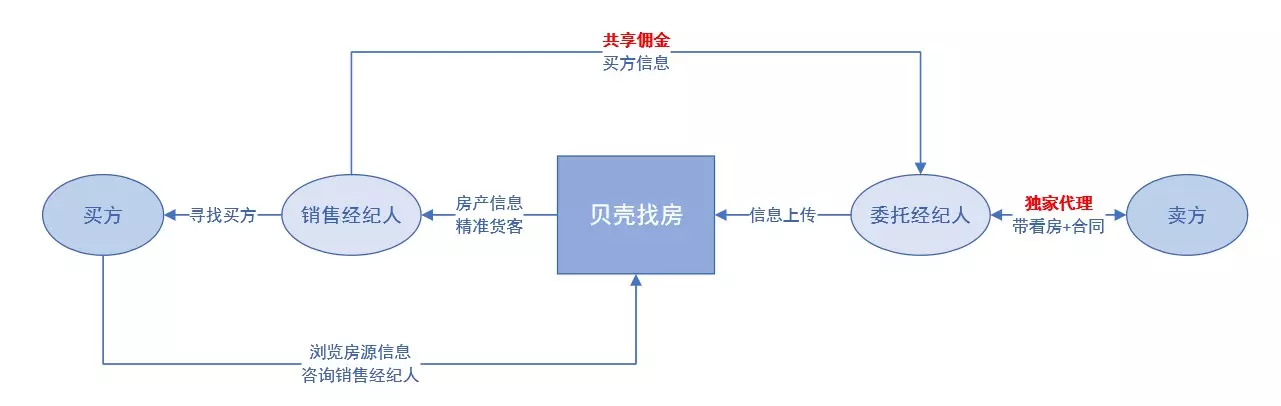 共享佣金
买方信息
买方
寻找买方
销售经纪人
房产信息
精准货客
贝壳找房
信息上传
委托经纪人
独家代理
带看房+合同
卖方
浏览房源信息
咨询销售经纪人